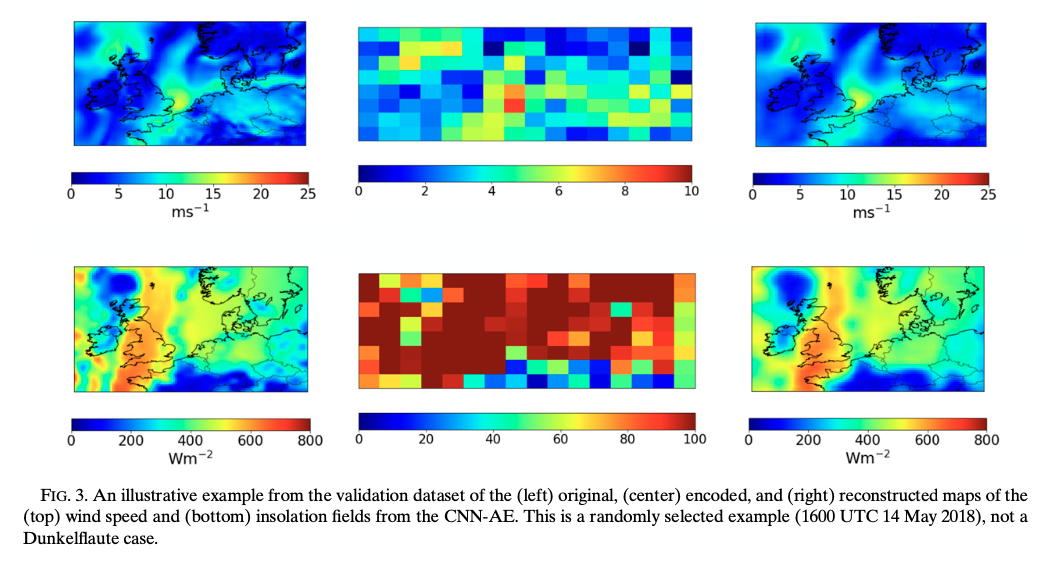 0 5 10 15 20 25
ms⁻¹
0 2 4 6 8 10
0 5 10 15 20 25
ms⁻¹
0 200 400 600 800
Wm⁻²
0 20 40 60 80 100
0 200 400 600 800
Wm⁻²
FIG. 3. An illustrative example from the validation dataset of the (left) original, (center) encoded, and (right) reconstructed maps of the
(top) wind speed and (bottom) insolation fields from the CNN-AE. This is a randomly selected example (1600 UTC 14 May 2018), not a
Dunkelflaute case.